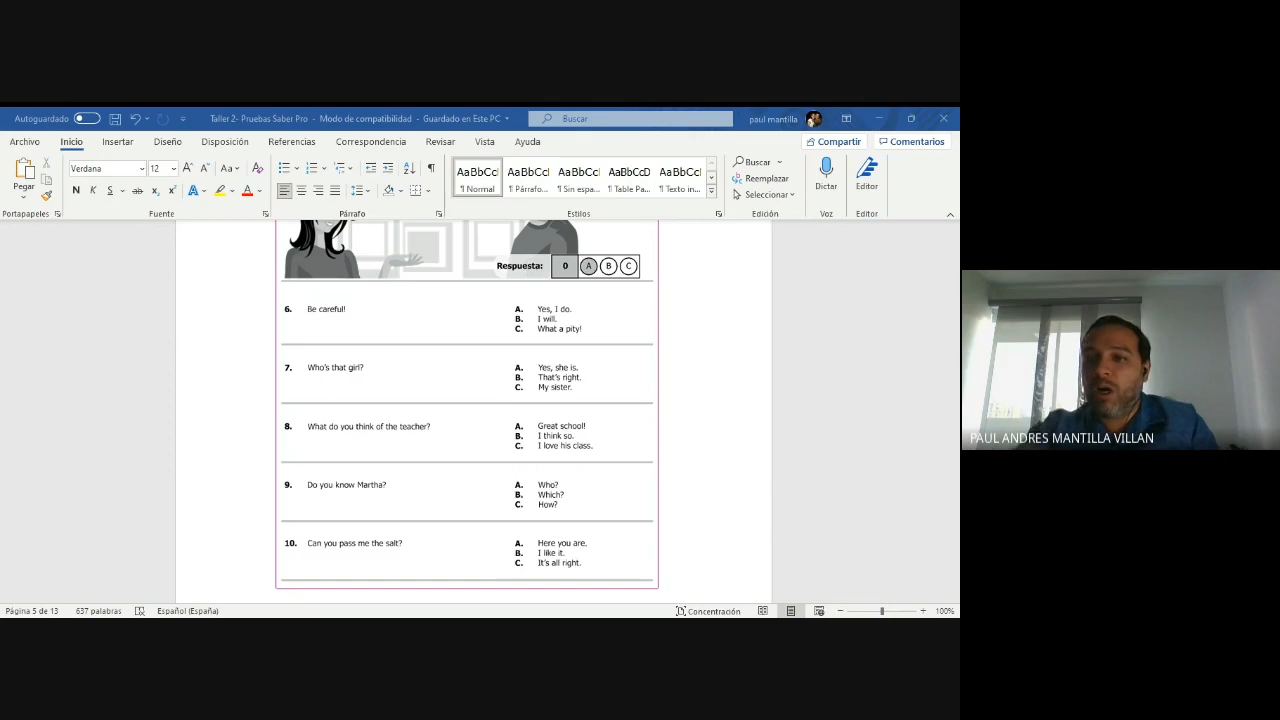 Autoguardado Taller 2- Pruebas Saber Pro - Modo de compatibilidad - Guardado en Este PC Buscar paul mantilla
Archivo Inicio Insertar Diseño Disposición Referencias Correspondencia Revisar Vista Ayuda Compartir Comentarios
Pegar
Verdana 12
AaBbCcI AaBbCcI AaBbCcI AaBbCcD AaBbCcI
¶ Normal ¶ Párrafo... ¶ Sin espa... ¶ Table Pa... ¶ Texto in...
Buscar
Reemplazar
Seleccionar
Dictar
Editor
Portapapeles Fuente Párrafo Estilos Edición Voz Editor
Respuesta: 0 A B C
6. Be careful! A. Yes, I do.
B. I will.
C. What a pity!
7. Who's that girl? A. Yes, she is.
B. That's right.
C. My sister.
8. What do you think of the teacher? A. Great school!
B. I think so.
C. I love his class.
9. Do you know Martha? A. Who?
B. Which?
C. How?
10. Can you pass me the salt? A. Here you are.
B. I like it.
C. It's all right.
Página 5 de 13 637 palabras Español (España) Concentración 100%
PAUL ANDRES MANTILLA VILLAN